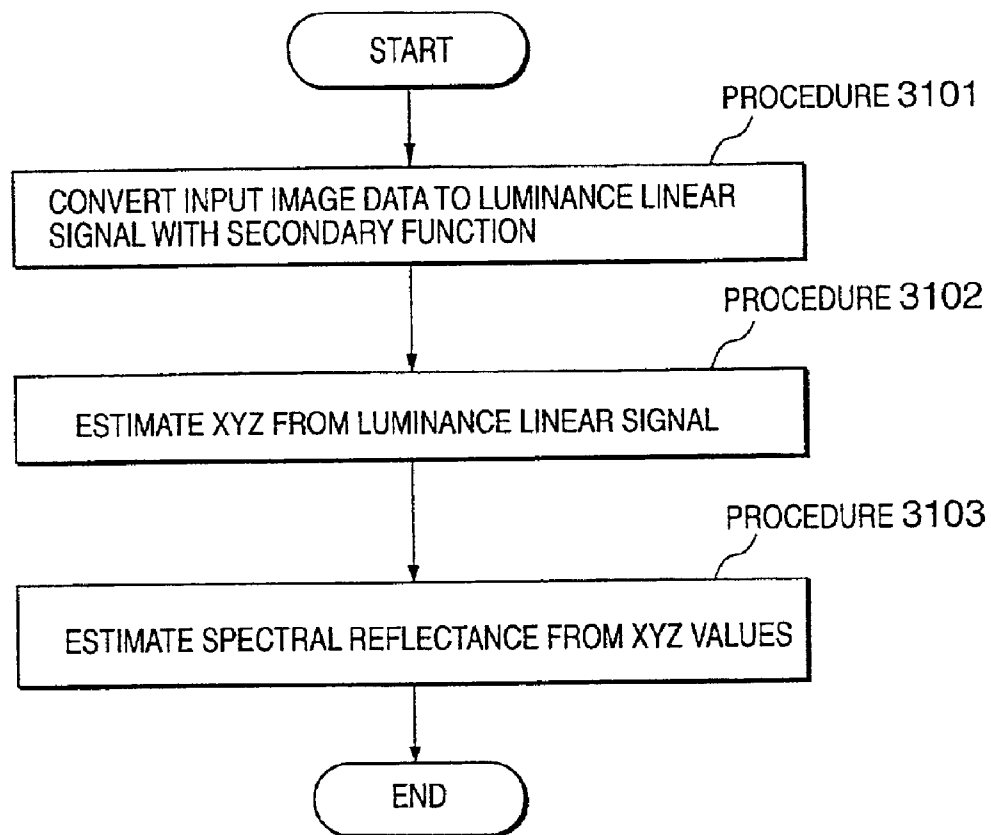 START
PROCEDURE 3101
CONVERT INPUT IMAGE DATA TO LUMINANCE LINEAR
SIGNAL WITH SECONDARY FUNCTION
PROCEDURE 3102
ESTIMATE XYZ FROM LUMINANCE LINEAR SIGNAL
PROCEDURE 3103
ESTIMATE SPECTRAL REFLECTANCE FROM XYZ VALUES
END